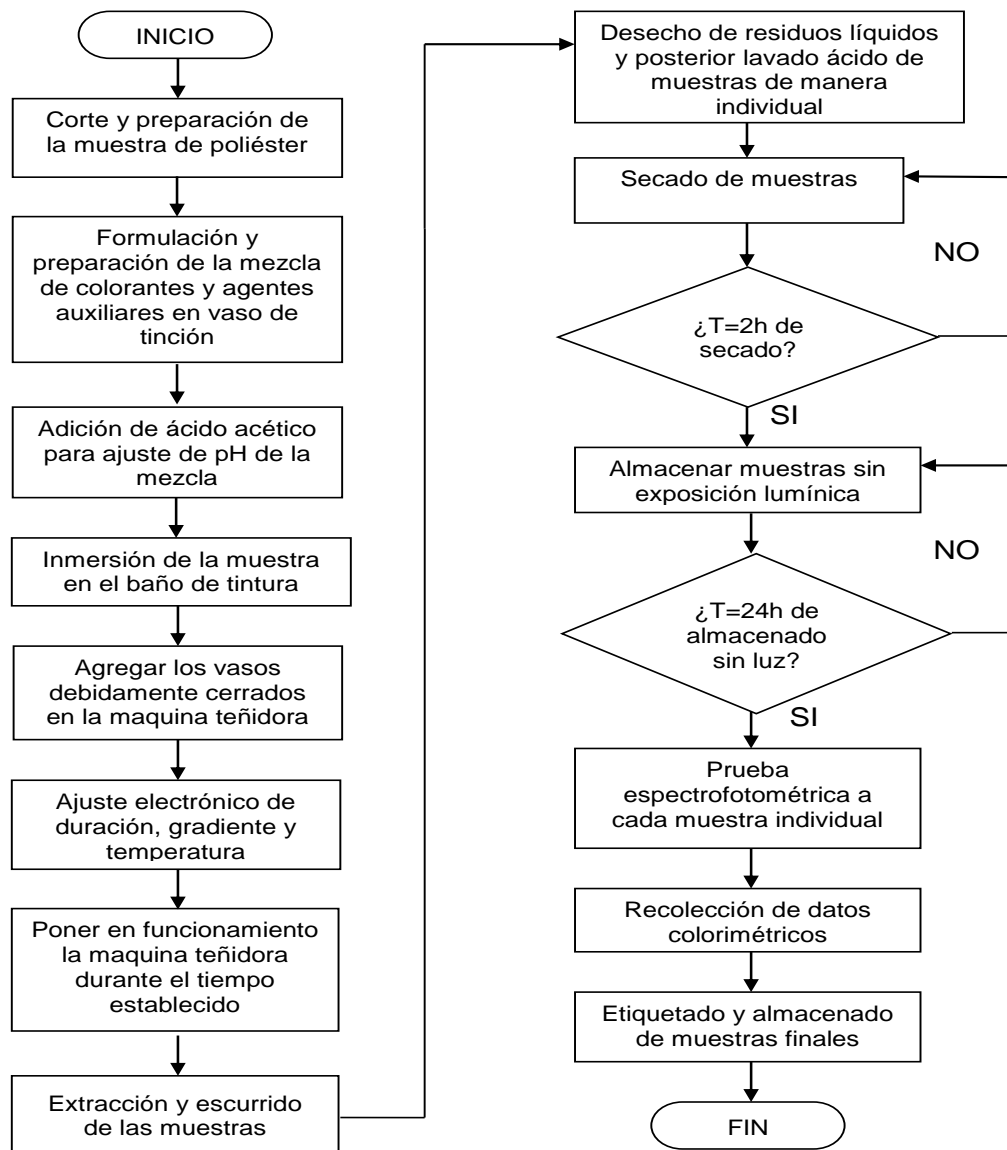 INICIO
Corte y preparación de
la muestra de poliéster
Formulación y
preparación de la mezcla
de colorantes y agentes
auxiliares en vaso de
tinción
Adición de ácido acético
para ajuste de pH de la
mezcla
Inmersión de la muestra
en el baño de tintura
Agregar los vasos
debidamente cerrados
en la maquina teñidora
Ajuste electrónico de
duración, gradiente y
temperatura
Poner en funcionamiento
la maquina teñidora
durante el tiempo
establecido
Extracción y escurrido
de las muestras
Desecho de residuos líquidos
y posterior lavado ácido de
muestras de manera
individual
Secado de muestras
NO
¿T=2h de
secado?
SI
Almacenar muestras sin
exposición lumínica
NO
¿T=24h de
almacenado
sin luz?
SI
Prueba
espectrofotométrica a
cada muestra individual
Recolección de datos
colorimétricos
Etiquetado y almacenado
de muestras finales
FIN